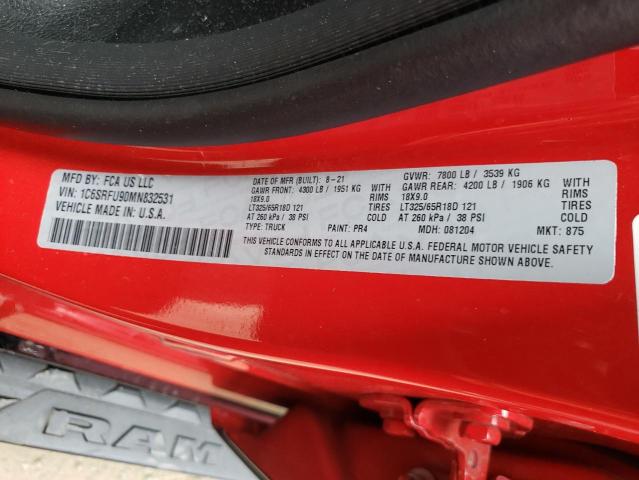 MFD BY: FCA US LLC
VIN: 1C6SRFU90MN832531
VEHICLE MADE IN U.S.A.
DATE OF MFR (BUILT): 8-21 GVWR: 7800 LB / 3539 KG
GAWR FRONT: 4300 LB / 1951 KG WITH GAWR REAR: 4200 LB / 1906 KG WITH
18X9.0 RIMS 18X9.0 RIMS
LT325/65R18D 121 TIRES LT325/65R18D 121 TIRES
AT 260 kPa / 38 PSI AT 260 kPa / 38 PSI
TYPE: TRUCK PAINT: PR4 MDH: 081204 MKT: 875
THIS VEHICLE CONFORMS TO ALL APPLICABLE U.S.A. FEDERAL MOTOR VEHICLE SAFETY
STANDARDS IN EFFECT ON THE DATE OF MANUFACTURE SHOWN ABOVE.
RAM